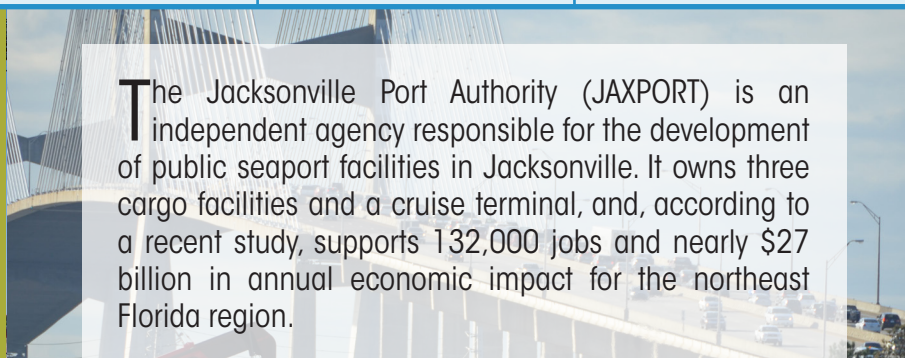 The Jacksonville Port Authority (JAXPORT) is an
independent agency responsible for the development
of public seaport facilities in Jacksonville. It owns three
cargo facilities and a cruise terminal, and, according to
a recent study, supports 132,000 jobs and nearly $27
billion in annual economic impact for the northeast
Florida region.